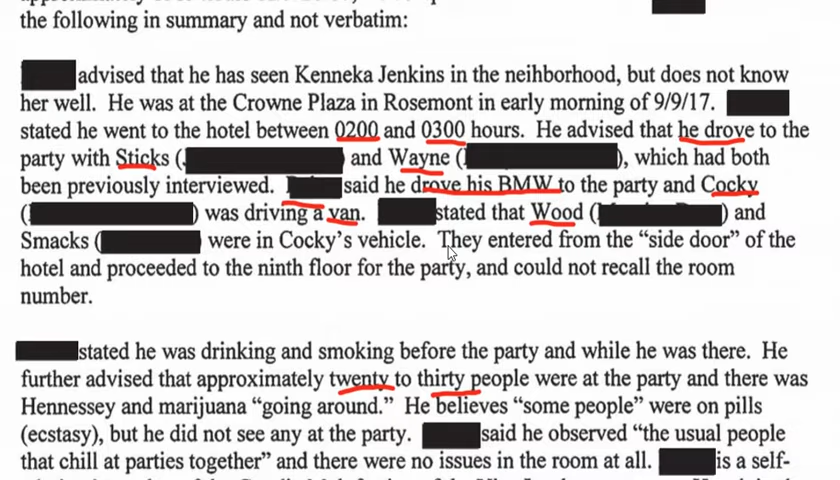 the following in summary and not verbatim:
advised that he has seen Kenneka Jenkins in the neihborhood, but does not know
her well. He was at the Crowne Plaza in Rosemont in early morning of 9/9/17.
stated he went to the hotel between 0200 and 0300 hours. He advised that he drove to the
party with Sticks ( and Wayne ( ), which had both
been previously interviewed. said he drove his BMW to the party and Cocky
( ) was driving a van. stated that Wood ( ) and
Smacks ( were in Cocky's vehicle. They entered from the “side door” of the
hotel and proceeded to the ninth floor for the party, and could not recall the room
number.
stated he was drinking and smoking before the party and while he was there. He
further advised that approximately twenty to thirty people were at the party and there was
Hennessey and marijuana “going around.” He believes “some people” were on pills
(ecstasy), but he did not see any at the party. said he observed “the usual people
that chill at parties together” and there were no issues in the room at all. is a self-